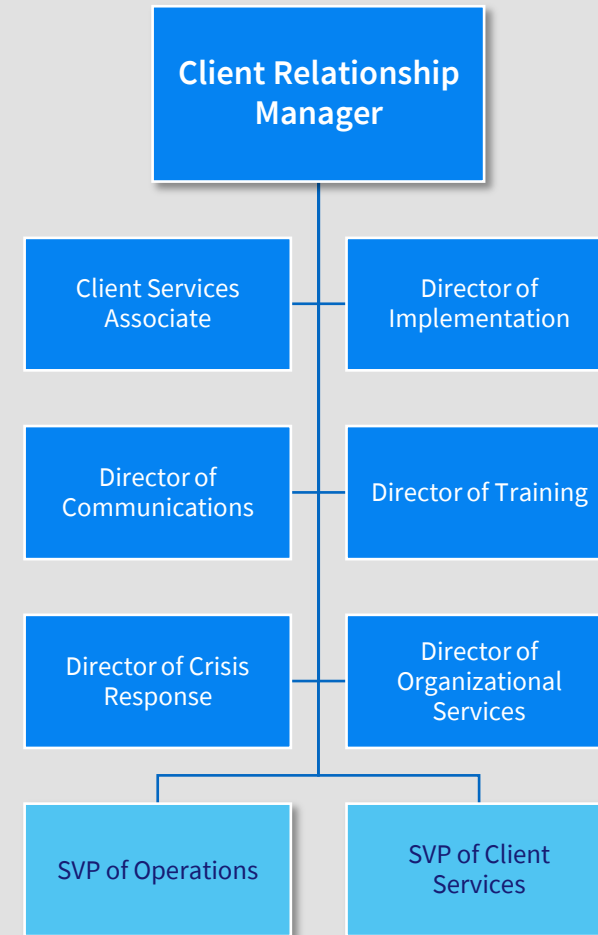 Client Relationship
Manager
Client Services
Associate
Director of
Implementation
Director of
Communications
Director of Training
Director of Crisis
Response
Director of
Organizational
Services
SVP of Operations
SVP of Client
Services